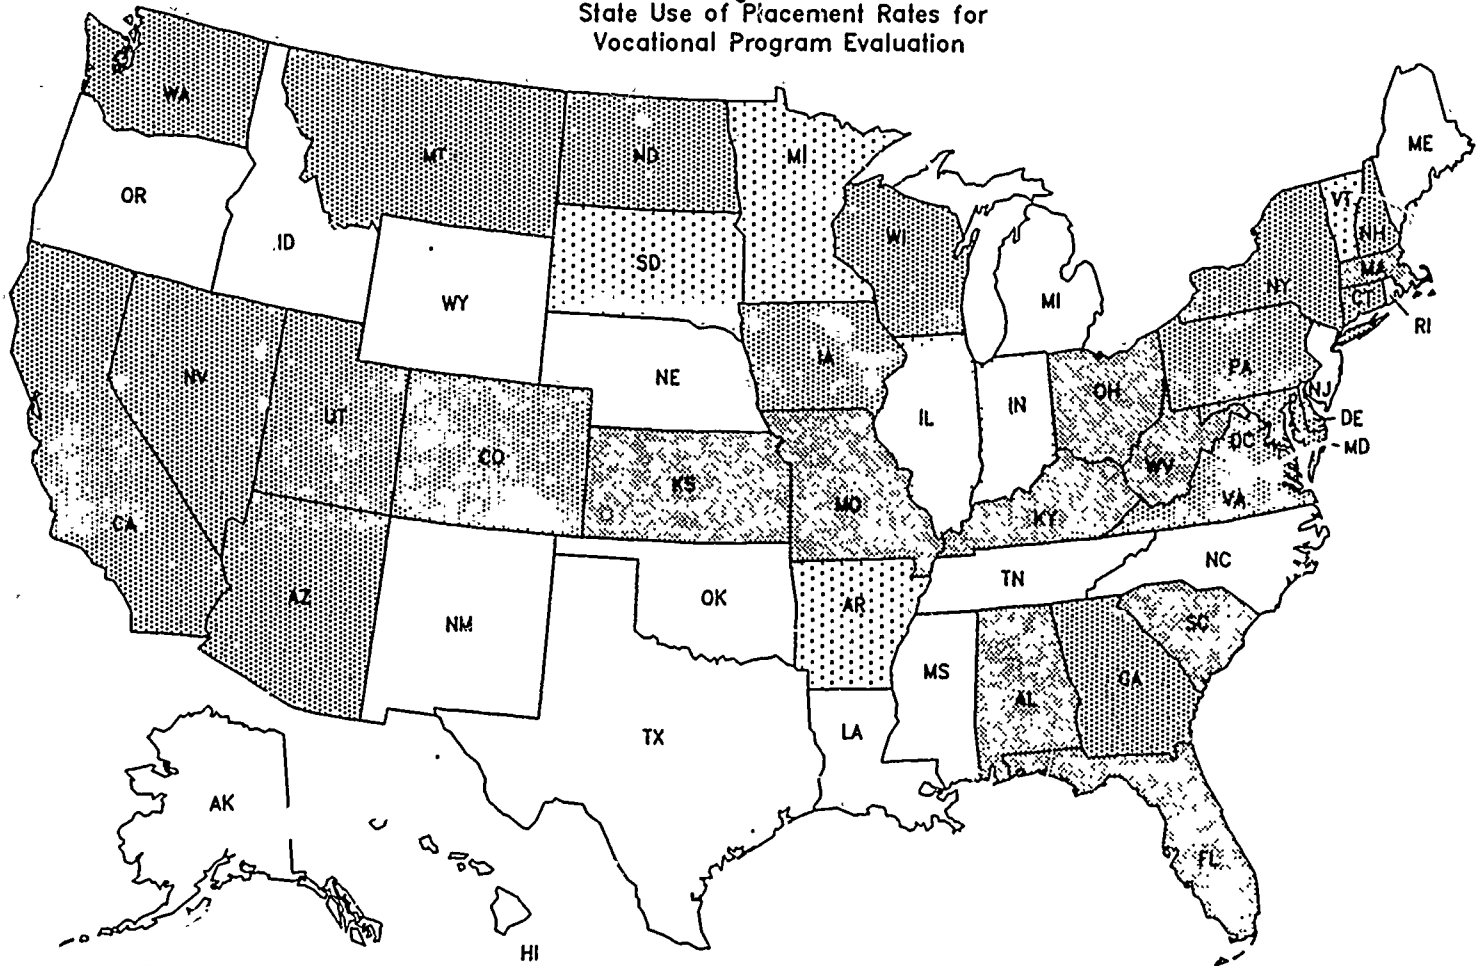 State Use of Placement Rates for
Vocational Program Evaluation
WA
MT
ND
MI
ME
OR
ID
SD
WI
VT
NH
NY
MA
CT
RI
WY
MI
NE
IA
PA
NJ
NV
UT
CO
IL
IN
OH
DE
MD
DC
WV
KS
MO
KY
VA
CA
AZ
NM
OK
AR
TN
NC
SC
MS
AL
GA
TX
LA
AK
FL
HI